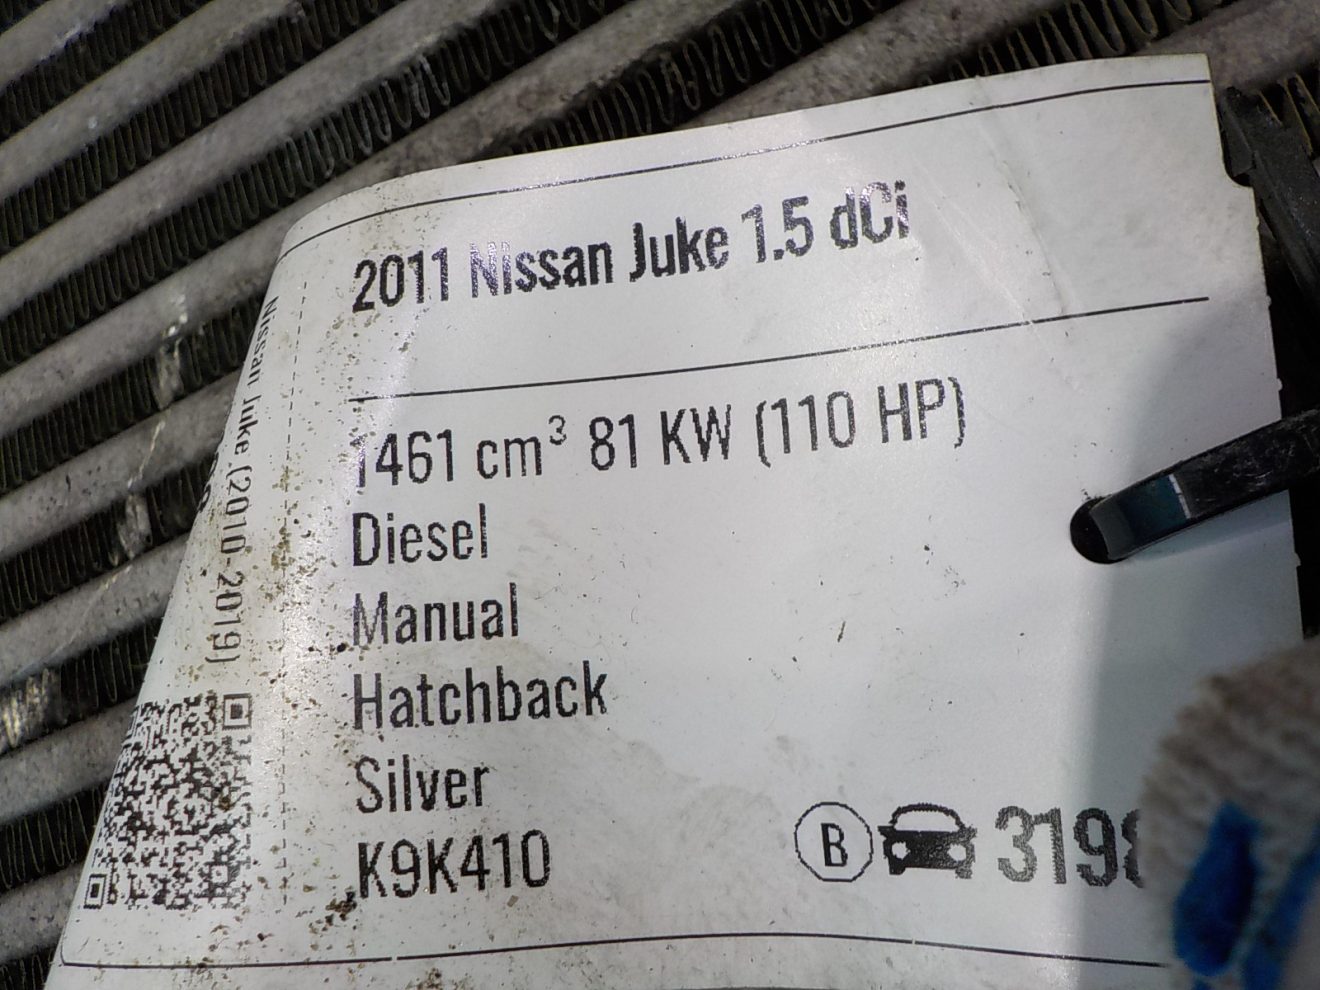 2011 Nissan Juke 1.5 dCi
1461 cm³ 81 KW (110 HP)
Diesel
Manual
Hatchback
Silver
K9K410
B
Nissan Juke (2010-2019)